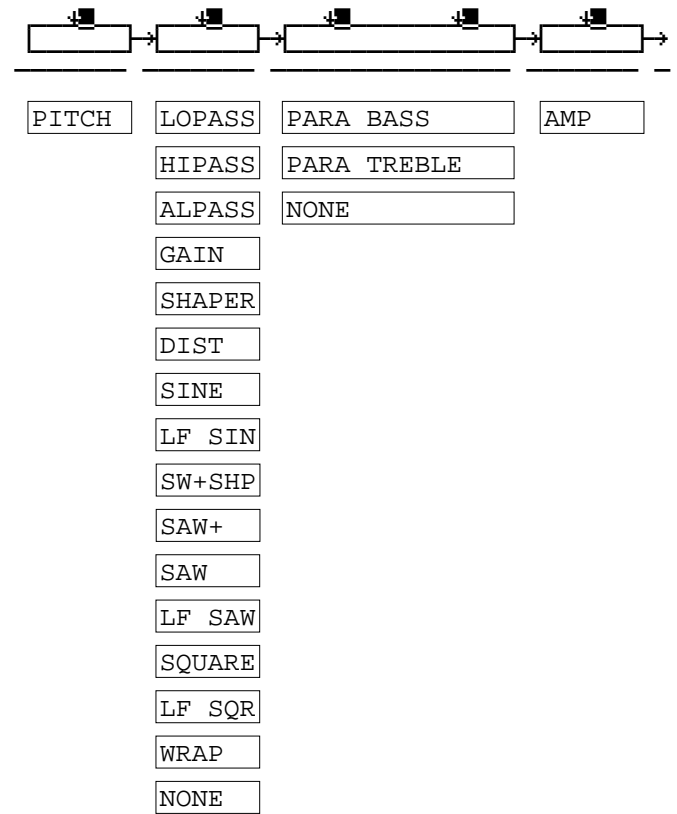 PITCH LOPASS PARA BASS AMP
HIPASS PARA TREBLE
ALPASS NONE
GAIN
SHAPER
DIST
SINE
LF SIN
SW+SHP
SAW+
SAW
LF SAW
SQUARE
LF SQR
WRAP
NONE